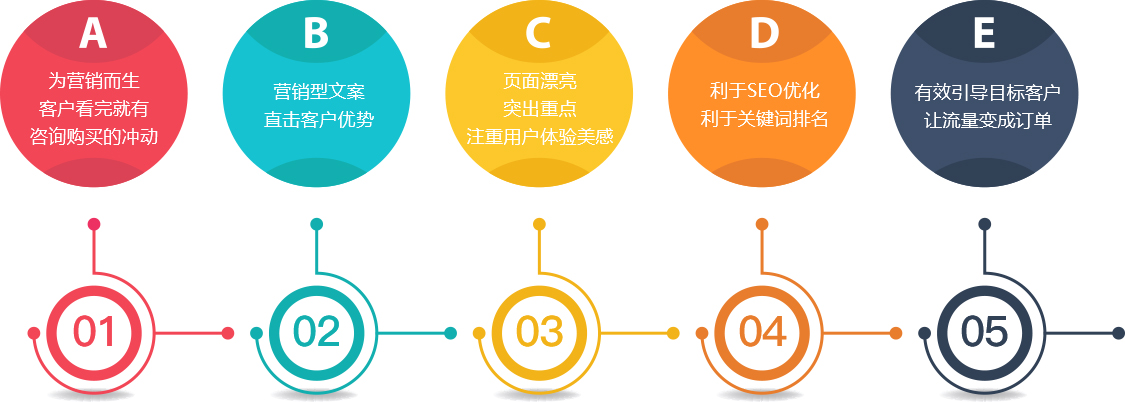 A
为营销而生
客户看完就有
咨询购买的冲动
B
营销型文案
直击客户优势
C
页面漂亮
突出重点
注重用户体验美感
D
利于SEO优化
利于关键词排名
E
有效引导目标客户
让流量变成订单
01
02
03
04
05